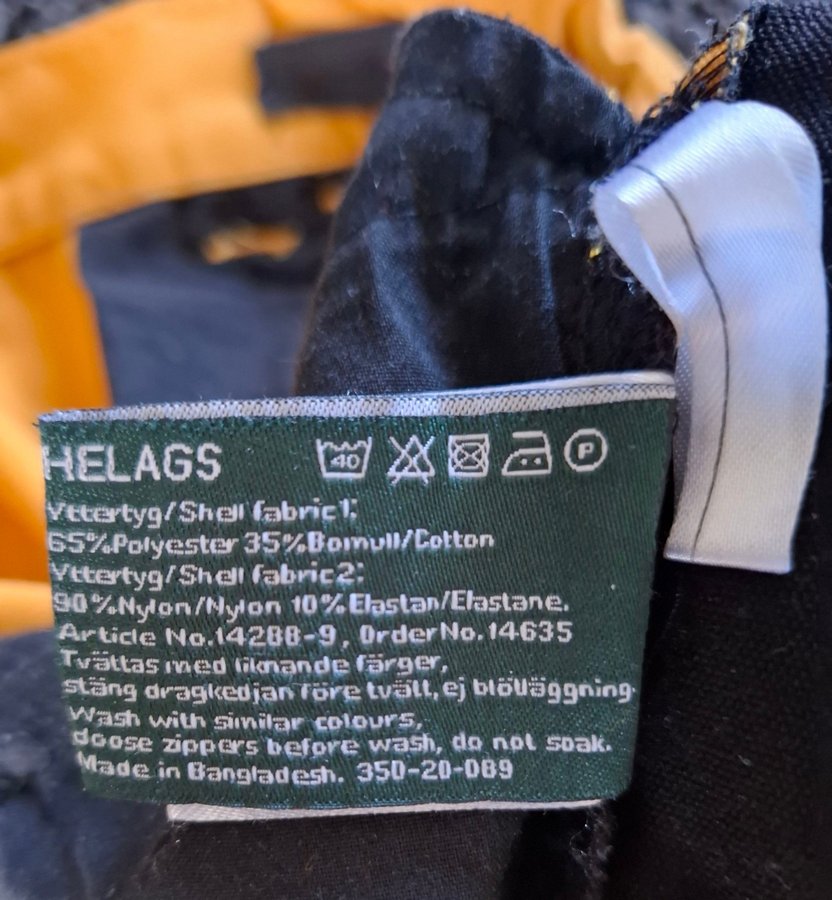 HELAGS
40 P
Yttertyg/Shell fabric1:
65%Polyester 35%Bomull/Cotton
Yttertyg/Shell fabric2:
90%Nylon/Nylon 10%Elastan/Elastane.
Article No.14288-9, OrderNo.14635
Tvättas med liknande färger,
stäng dragkedjan före tvätt, ej blötläggning.
Wash with similar colours,
close zippers before wash, do not soak.
Made in Bangladesh. 350-20-089